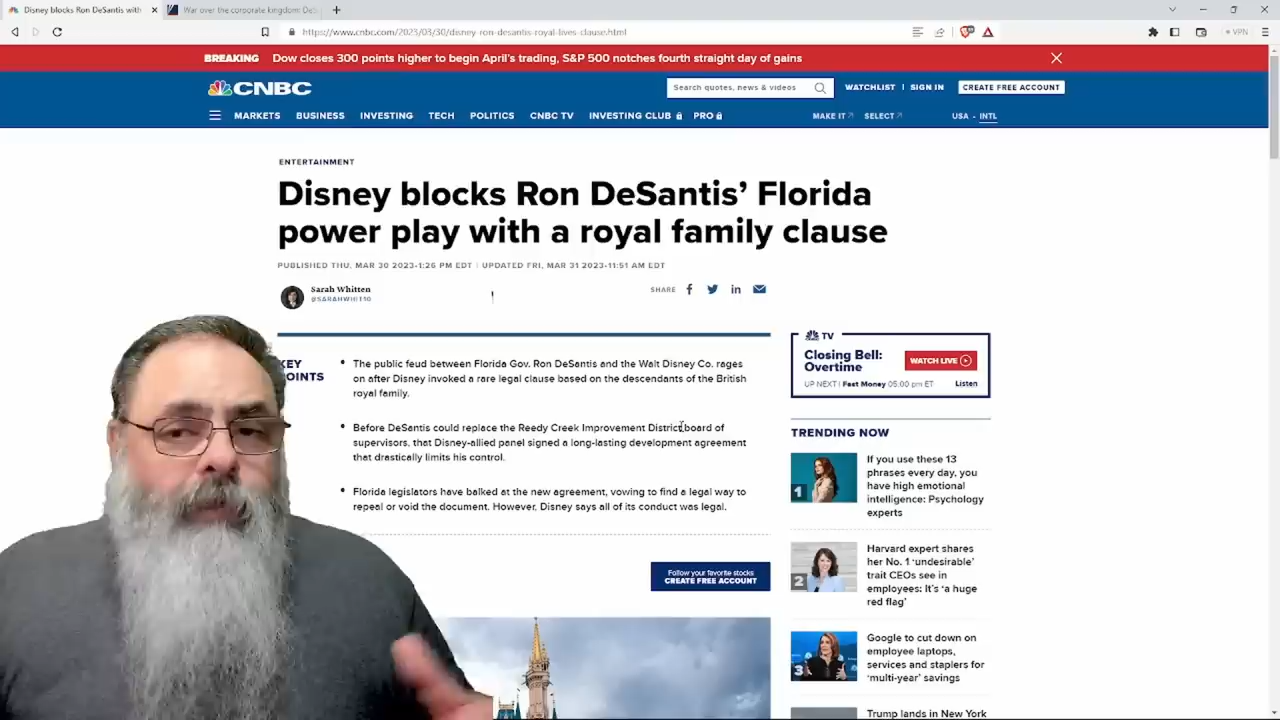 Disney blocks Ron DeSantis with
War over the corporate kingdom: DeS
https://www.cnbc.com/2023/03/30/disney-ron-desantis-royal-lives-clause.html
VPN
BREAKING Dow closes 300 points higher to begin April's trading, S&P 500 notches fourth straight day of gains
CNBC
Search quotes, news & videos
WATCHLIST | SIGN IN
CREATE FREE ACCOUNT
MARKETS BUSINESS INVESTING TECH POLITICS CNBC TV INVESTING CLUB PRO MAKE IT SELECT USA · INTL
ENTERTAINMENT
Disney blocks Ron DeSantis’ Florida
power play with a royal family clause
PUBLISHED THU, MAR 30 2023·1:26 PM EDT | UPDATED FRI, MAR 31 2023·11:51 AM EDT
Sarah Whitten
@SARAHWHIT10
SHARE
KEY
OINTS
• The public feud between Florida Gov. Ron DeSantis and the Walt Disney Co. rages
on after Disney invoked a rare legal clause based on the descendants of the British
royal family.
• Before DeSantis could replace the Reedy Creek Improvement District board of
supervisors, that Disney-allied panel signed a long-lasting development agreement
that drastically limits his control.
• Florida legislators have balked at the new agreement, vowing to find a legal way to
repeal or void the document. However, Disney says all of its conduct was legal.
Follow your favorite stocks
CREATE FREE ACCOUNT
TV
Closing Bell:
Overtime
WATCH LIVE
UP NEXT | Fast Money 05:00 pm ET
Listen
TRENDING NOW
1
If you use these 13
phrases every day, you
have high emotional
intelligence: Psychology
experts
2
Harvard expert shares
her No. 1 ‘undesirable’
trait CEOs see in
employees: It’s ‘a huge
red flag’
3
Google to cut down on
employee laptops,
services and staplers for
‘multi-year’ savings
Trump lands in New York